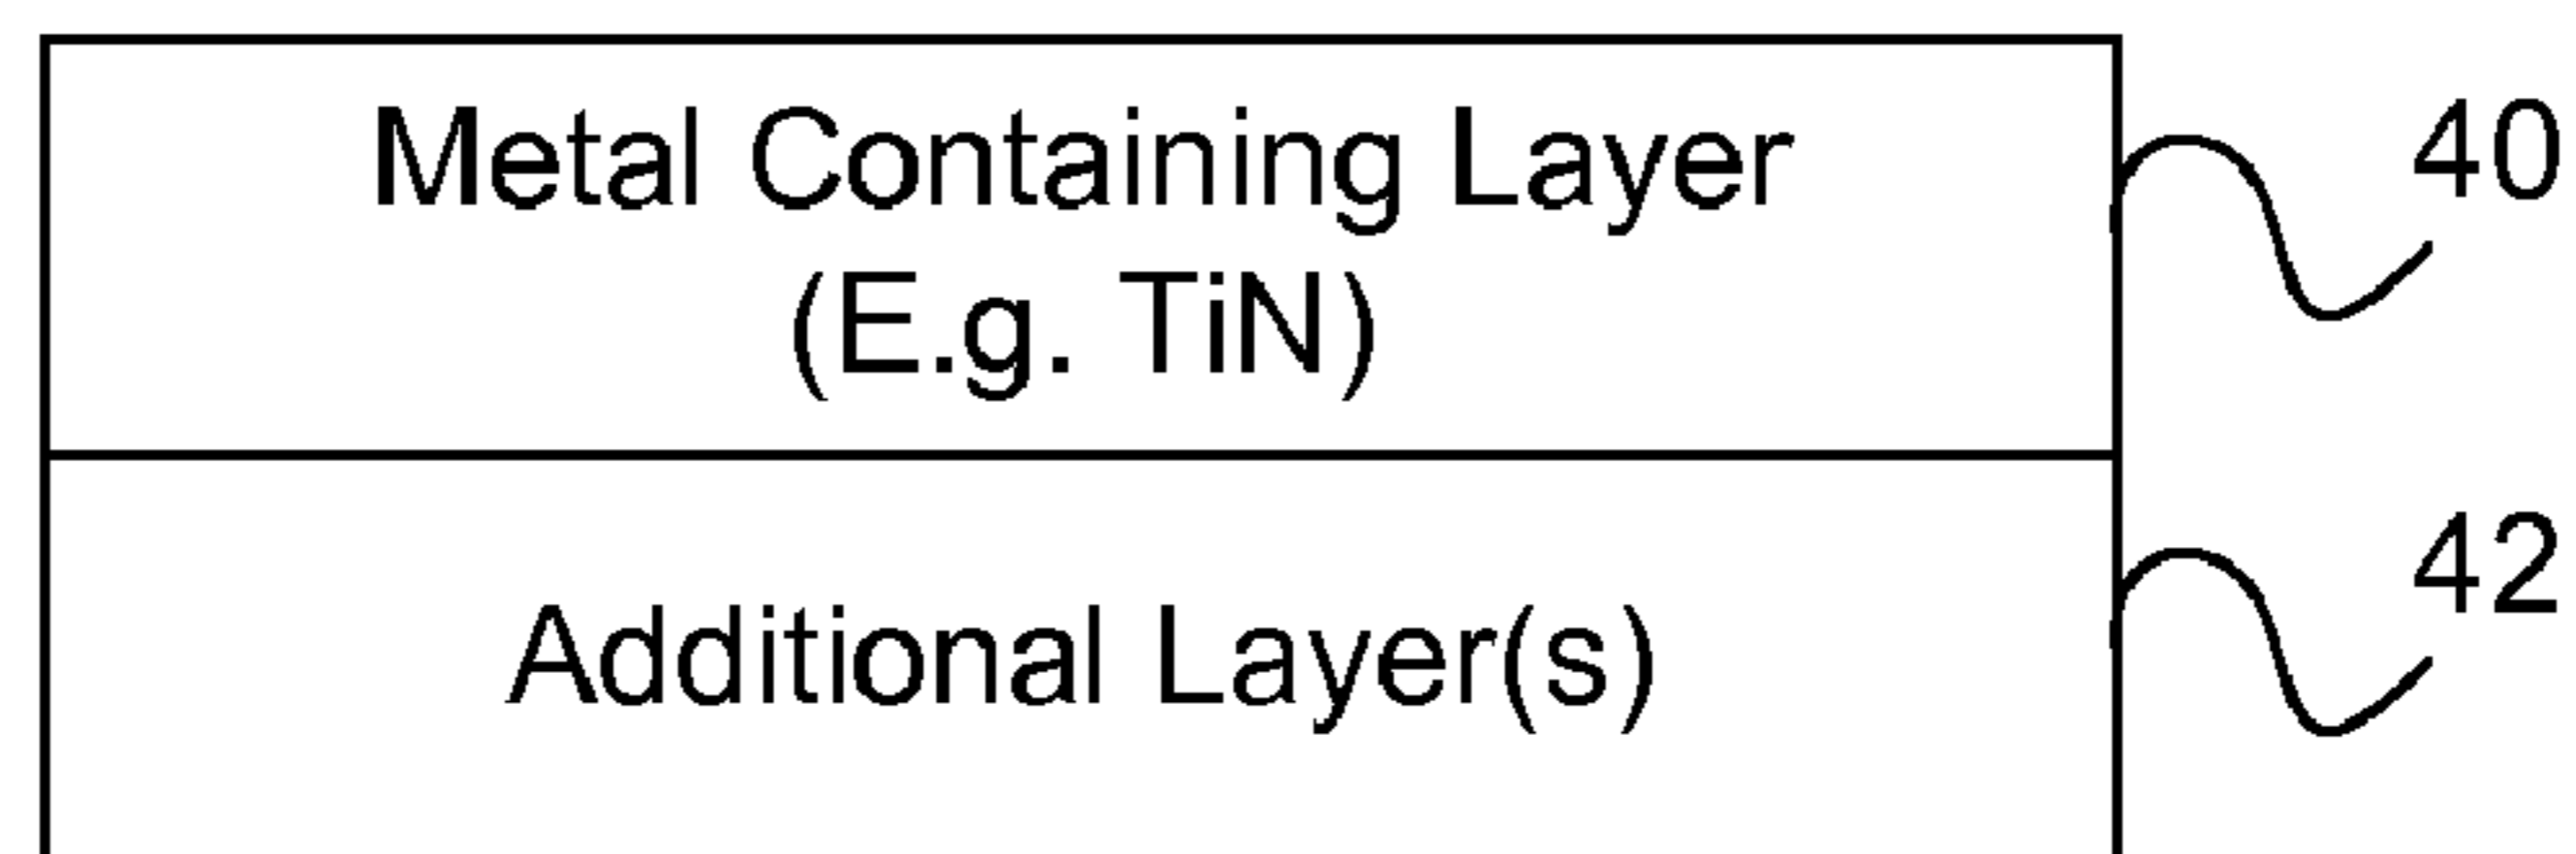 Metal Containing Layer
(E.g. TiN)
40
Additional Layer(s)
42